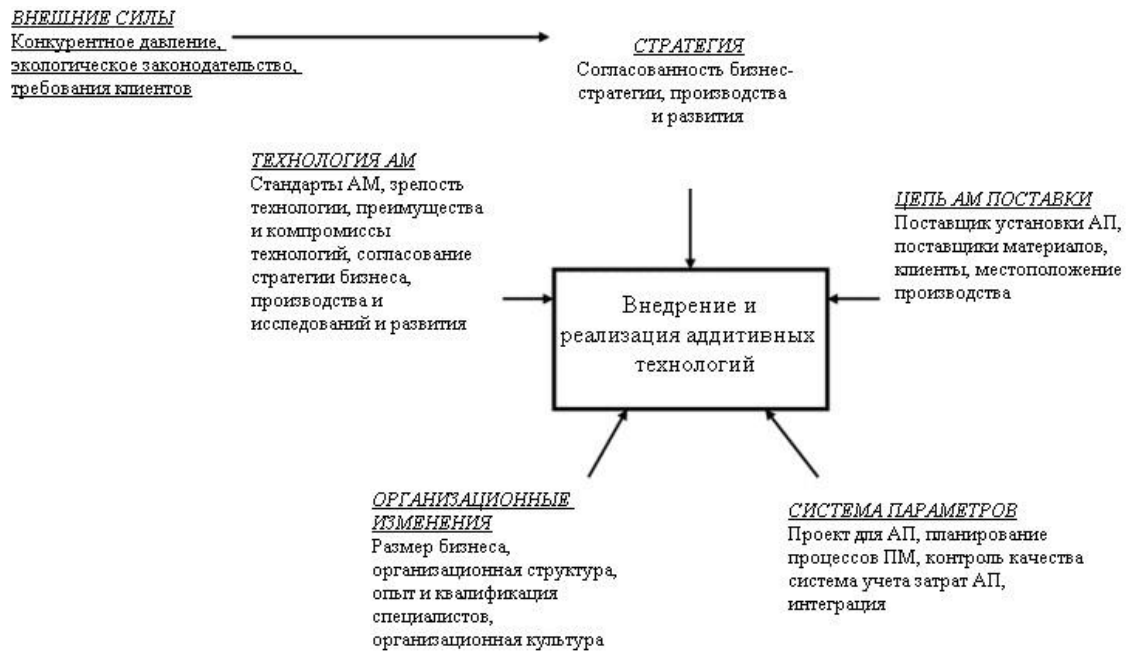 ВНЕШНИЕ СИЛЫ
Конкурентное давление,
экологическое законодательство,
требования клиентов
СТРАТЕГИЯ
Согласованность бизнес-
стратегии, производства
и развития
ТЕХНОЛОГИЯ АМ
Стандарты АМ, зрелость
технологии, преимущества
и компромиссы
технологий, согласование
стратегии бизнеса,
производства и
исследований и развития
ЦЕПЬ АМ ПОСТАВКИ
Поставщик установки АП,
поставщики материалов,
клиенты, местоположение
производства
Внедрение и
реализация аддитивных
технологий
ОРГАНИЗАЦИОННЫЕ
ИЗМЕНЕНИЯ
Размер бизнеса,
организационная структура,
опыт и квалификация
специалистов,
организационная культура
СИСТЕМА ПАРАМЕТРОВ
Проект для АП, планирование
процессов ПМ, контроль качества
система учета затрат АП,
интеграция